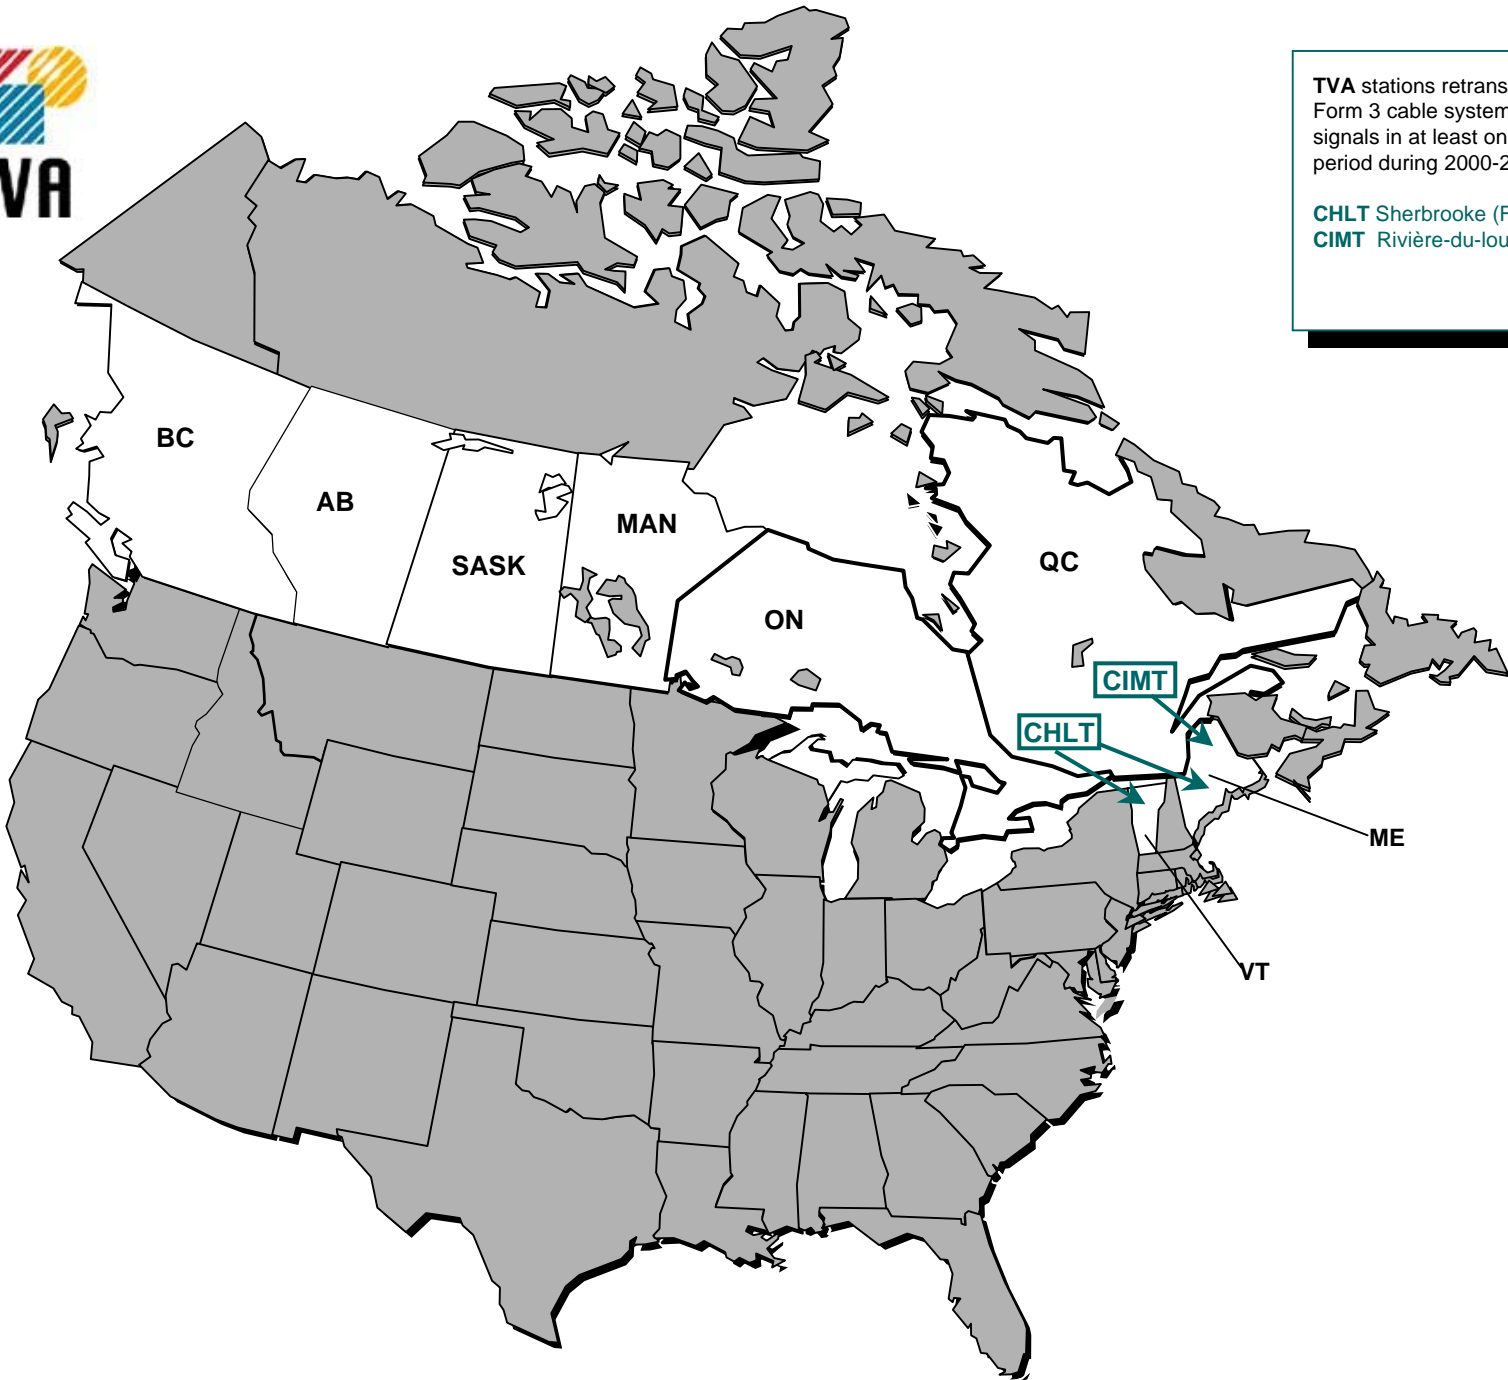 VA
TVA stations retrans
Form 3 cable system
signals in at least on
period during 2000-2
CHLT Sherbrooke (F
CIMT Rivière-du-lou
BC
AB
SASK
MAN
ON
QC
CIMT
CHLT
ME
VT